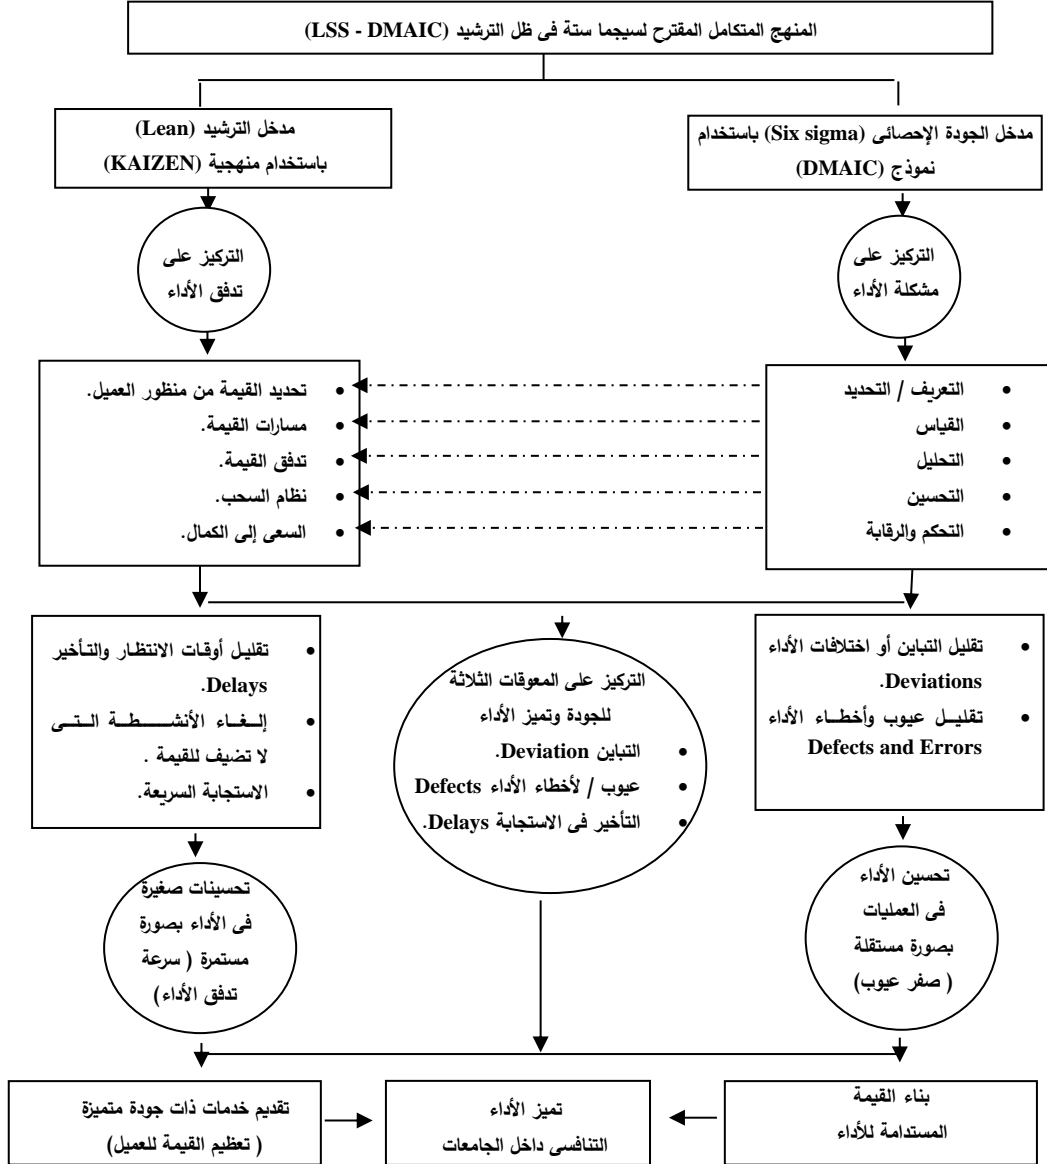 المنهج المتكامل المقترح لسيجما ستة فى ظل الترشيد (LSS - DMAIC)
مدخل الجودة الإحصائى (Six sigma) باستخدام
نموذج (DMAIC)
مدخل الترشيد (Lean)
باستخدام منهجية (KAIZEN)
التركيز على
مشكلة الأداء
التركيز على
تدفق الأداء
• التعريف / التحديد
• القياس
• التحليل
• التحسين
• التحكم والرقابة
• تحديد القيمة من منظور العميل.
• مسارات القيمة.
• تدفق القيمة.
• نظام السحب.
• السعى إلى الكمال.
• تقليل التباين أو اختلافات الأداء
Deviations.
• تقليل عيوب وأخطاء الأداء
Defects and Errors
التركيز على المعوقات الثلاثة
للجودة وتميز الأداء
• التباين Deviation.
• عيوب / لأخطاء الأداء Defects
• التأخير فى الاستجابة Delays.
• تقليل أوقات الانتظار والتأخير
Delays.
• إلغاء الأنشطة التى
لا تضيف للقيمة .
• الاستجابة السريعة.
تحسين الأداء
فى العمليات
بصورة مستقلة
( صفر عيوب)
تحسينات صغيرة
فى الأداء بصورة
مستمرة ( سرعة
تدفق الأداء)
بناء القيمة
المستدامة للأداء
تميز الأداء
التنافسى داخل الجامعات
تقديم خدمات ذات جودة متميزة
( تعظيم القيمة للعميل)